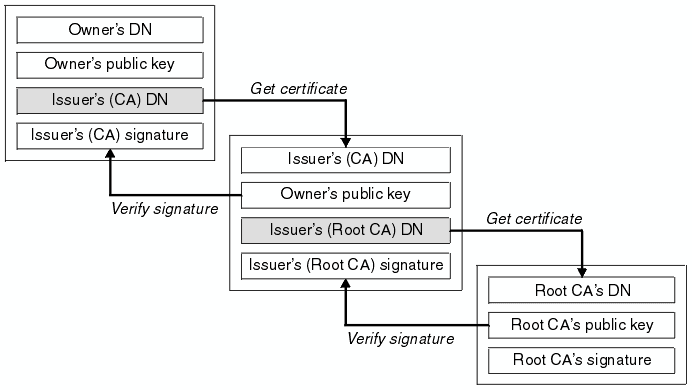 Owner's DN
Owner's public key
Issuer's (CA) DN
Issuer's (CA) signature
Get certificate
Verify signature
Issuer's (CA) DN
Owner's public key
Issuer's (Root CA) DN
Issuer's (Root CA) signature
Get certificate
Verify signature
Root CA's DN
Root CA's public key
Root CA's signature